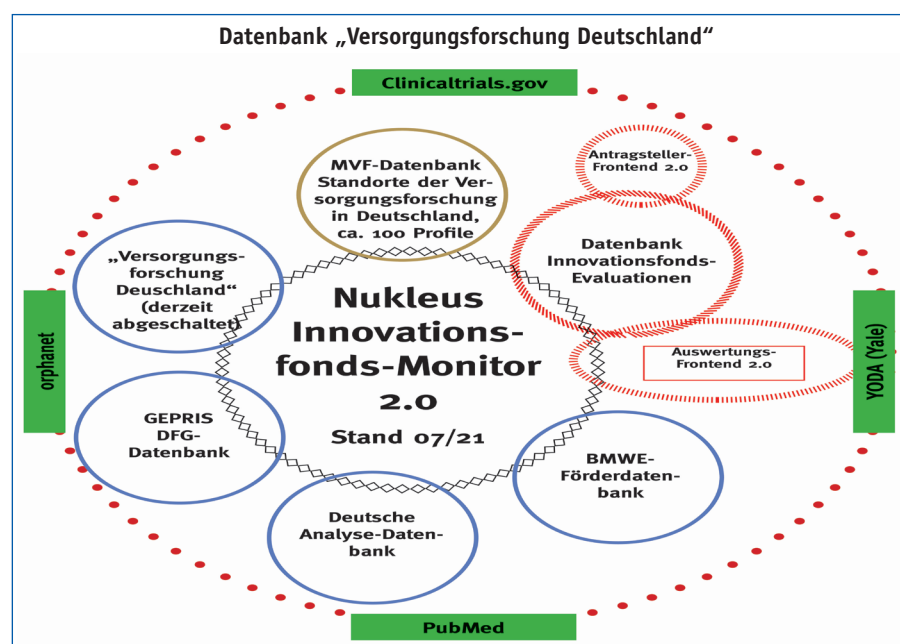 Datenbank „Versorgungsforschung Deutschland“
Clinicaltrials.gov
MVF-Datenbank
Standorte der Ver-
sorgungsforschung
in Deutschland,
ca. 100 Profile
Antragsteller-
Frontend 2.0
Datenbank
Innovationsfonds-
Evaluationen
„Versorgungs-
forschung
Deuschland“
(derzeit
abgeschaltet)
Nukleus
Innovations-
fonds-Monitor
2.0
Stand 07/21
orphanet
YODA (Yale)
Auswertungs-
Frontend 2.0
GEPRIS
DFG-
Datenbank
BMWE-
Förderdaten-
bank
Deutsche
Analyse-Daten-
bank
PubMed